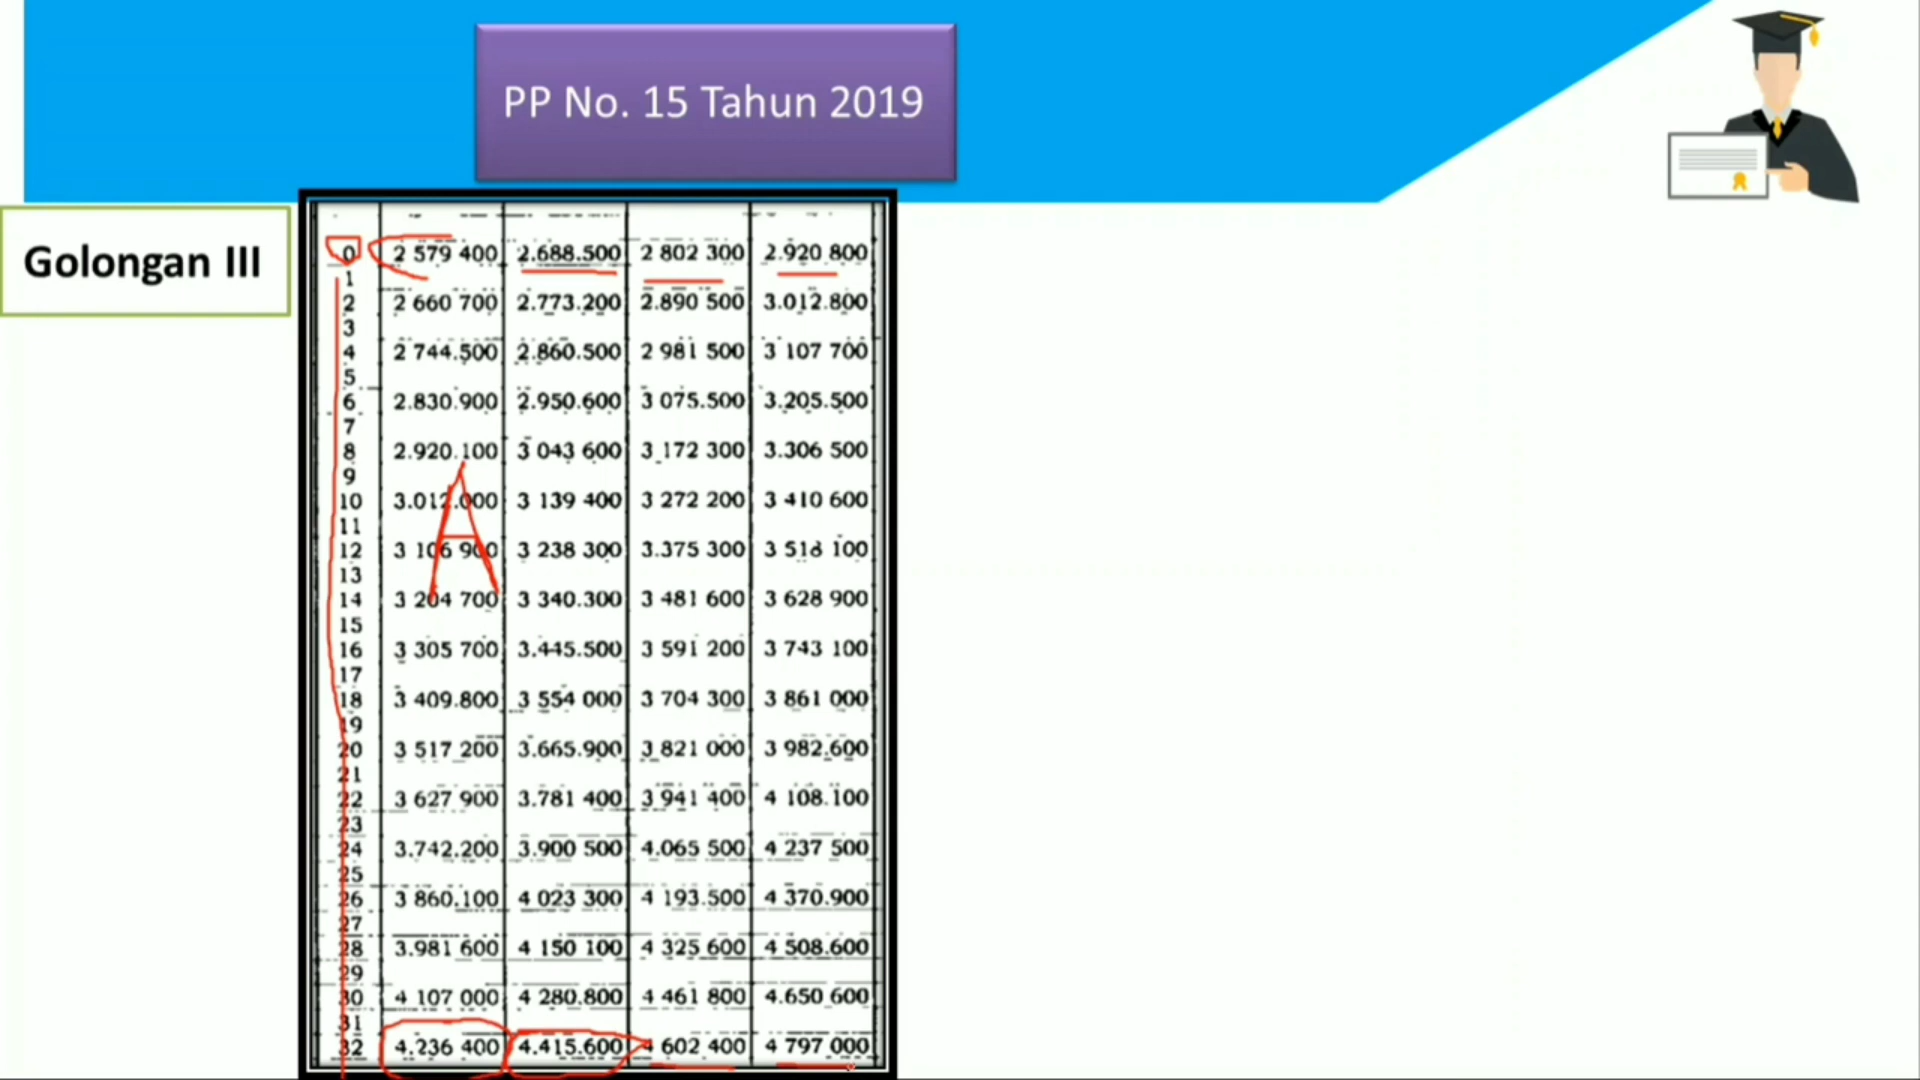 PP No. 15 Tahun 2019
Golongan III
0 2 579 400 2.688.500 2 802 300 2.920 800
1
2 2 660 700 2.773.200 2.890 500 3.012.800
3
4 2 744.500 2.860.500 2 981 500 3 107 700
5
6 2.830.900 2.950.600 3 075.500 3.205.500
7
8 2.920.100 3 043 600 3 172 300 3.306 500
9
10 3.012.000 3 139 400 3 272 200 3 410 600
A
11
12 3 106 900 3 238 300 3.375 300 3 518 100
13
14 3 204 700 3 340.300 3 481 600 3 628 900
15
16 3 305 700 3.445.500 3 591 200 3 743 100
17
18 3 409.800 3 554 000 3 704 300 3 861 000
19
20 3 517 200 3.665.900 3 821 000 3 982.600
21
22 3 627 900 3.781 400 3 941 400 4 108.100
23
24 3.742.200 3.900 500 4.065 500 4 237 500
25
26 3 860.100 4 023 300 4 193.500 4 370.900
27
28 3.981 600 4 150 100 4 325 600 4 508.600
29
30 4 107 000 4 280.800 4 461 800 4.650 600
31
32 4.236 400 4.415.600 4 602 400 4 797 000